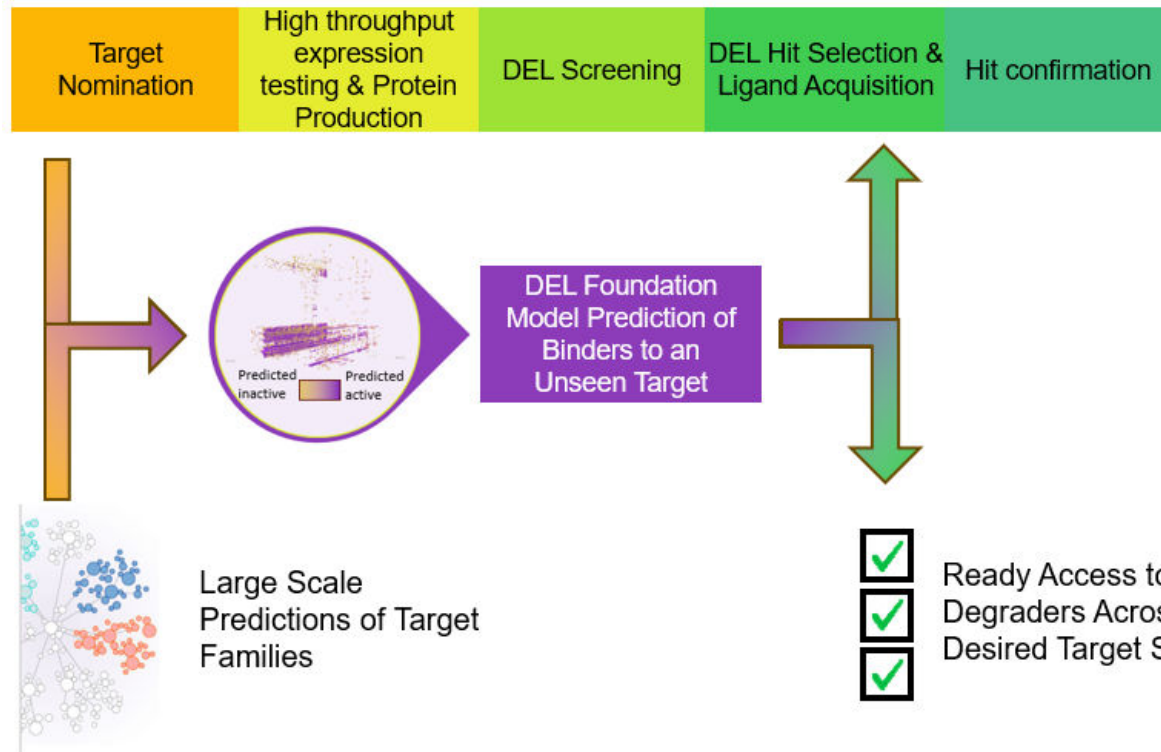 Target
Nomination
High throughput
expression
testing & Protein
Production
DEL Screening
DEL Hit Selection &
Ligand Acquisition
Hit confirmation
Predicted
inactive
Predicted
active
DEL Foundation
Model Prediction of
Binders to an
Unseen Target
Large Scale
Predictions of Target
Families
Ready Access
Degraders
Desired Target